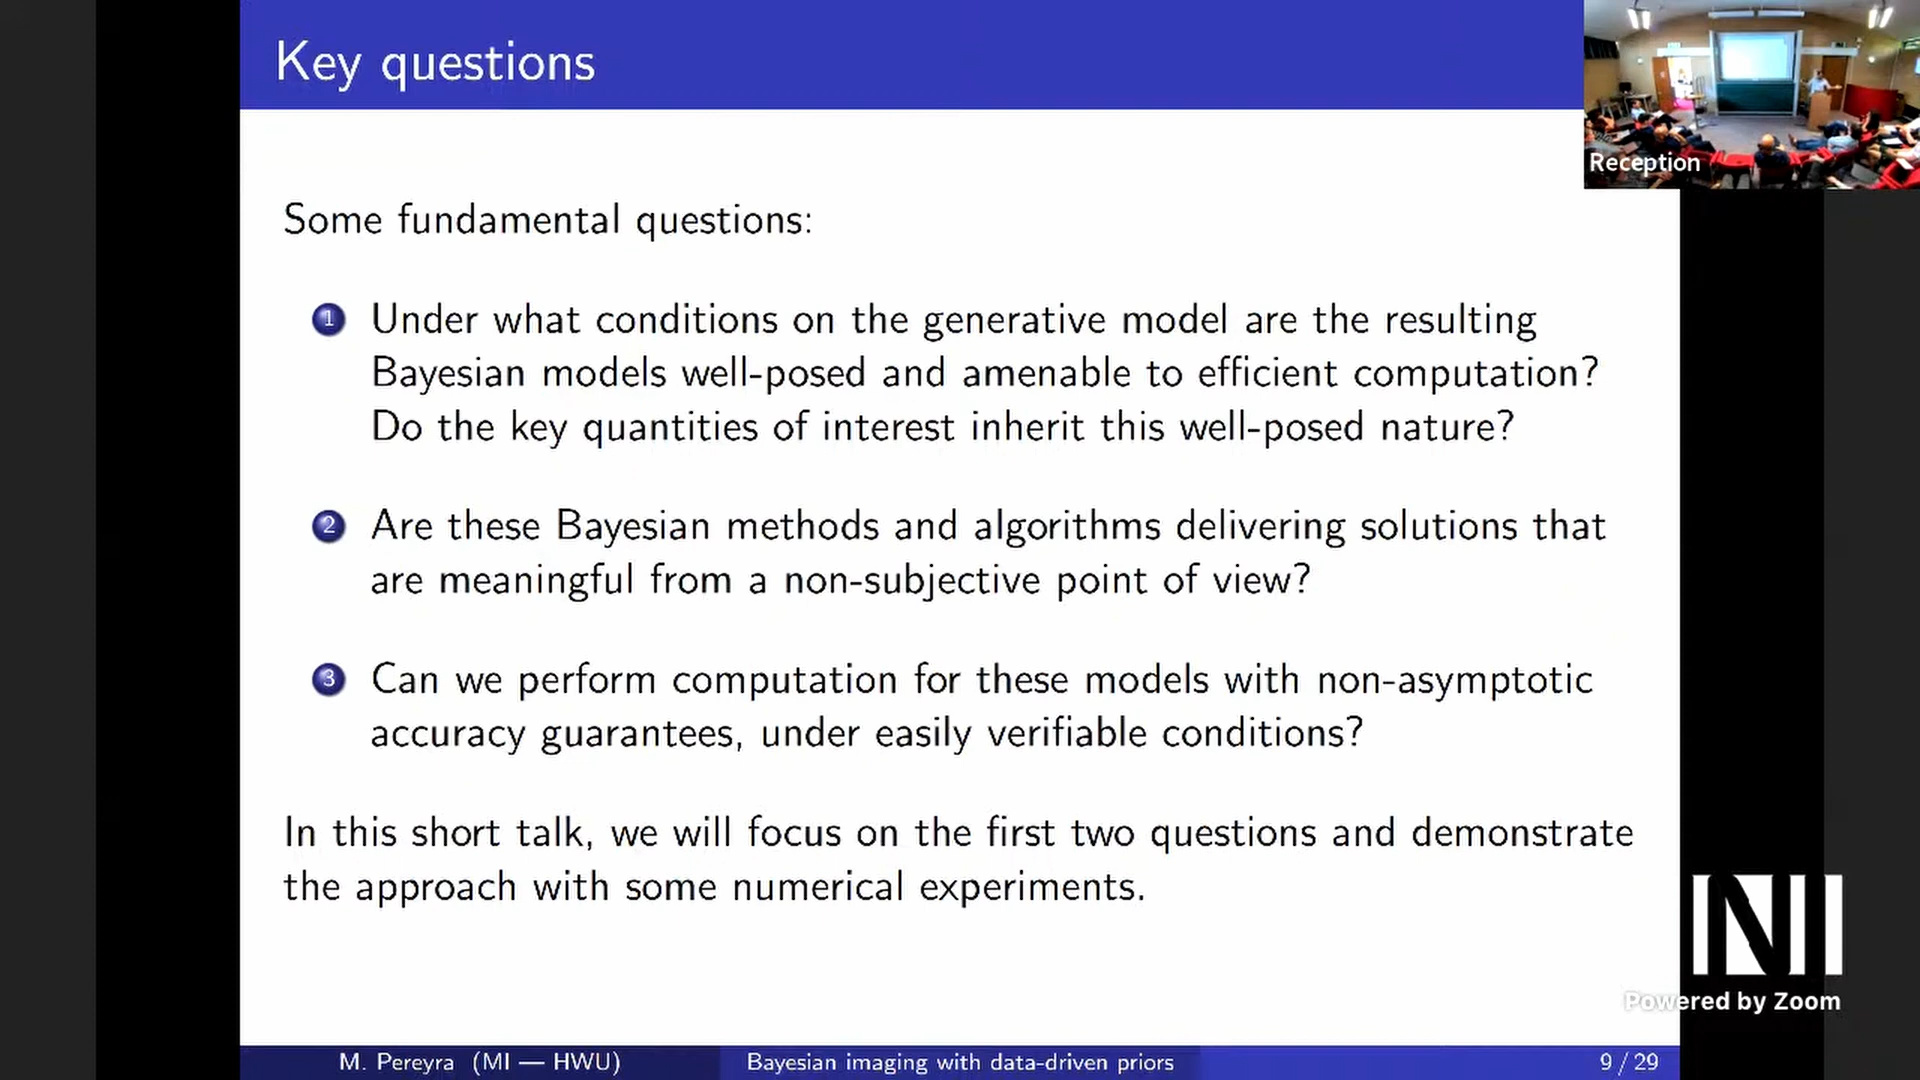 Key questions
Reception
Some fundamental questions:
1 Under what conditions on the generative model are the resulting
Bayesian models well-posed and amenable to efficient computation?
Do the key quantities of interest inherit this well-posed nature?
2 Are these Bayesian methods and algorithms delivering solutions that
are meaningful from a non-subjective point of view?
3 Can we perform computation for these models with non-asymptotic
accuracy guarantees, under easily verifiable conditions?
In this short talk, we will focus on the first two questions and demonstrate
the approach with some numerical experiments.
NI
Powered by Zoom
M. Pereyra (MI — HWU)
Bayesian imaging with data-driven priors
9 / 29